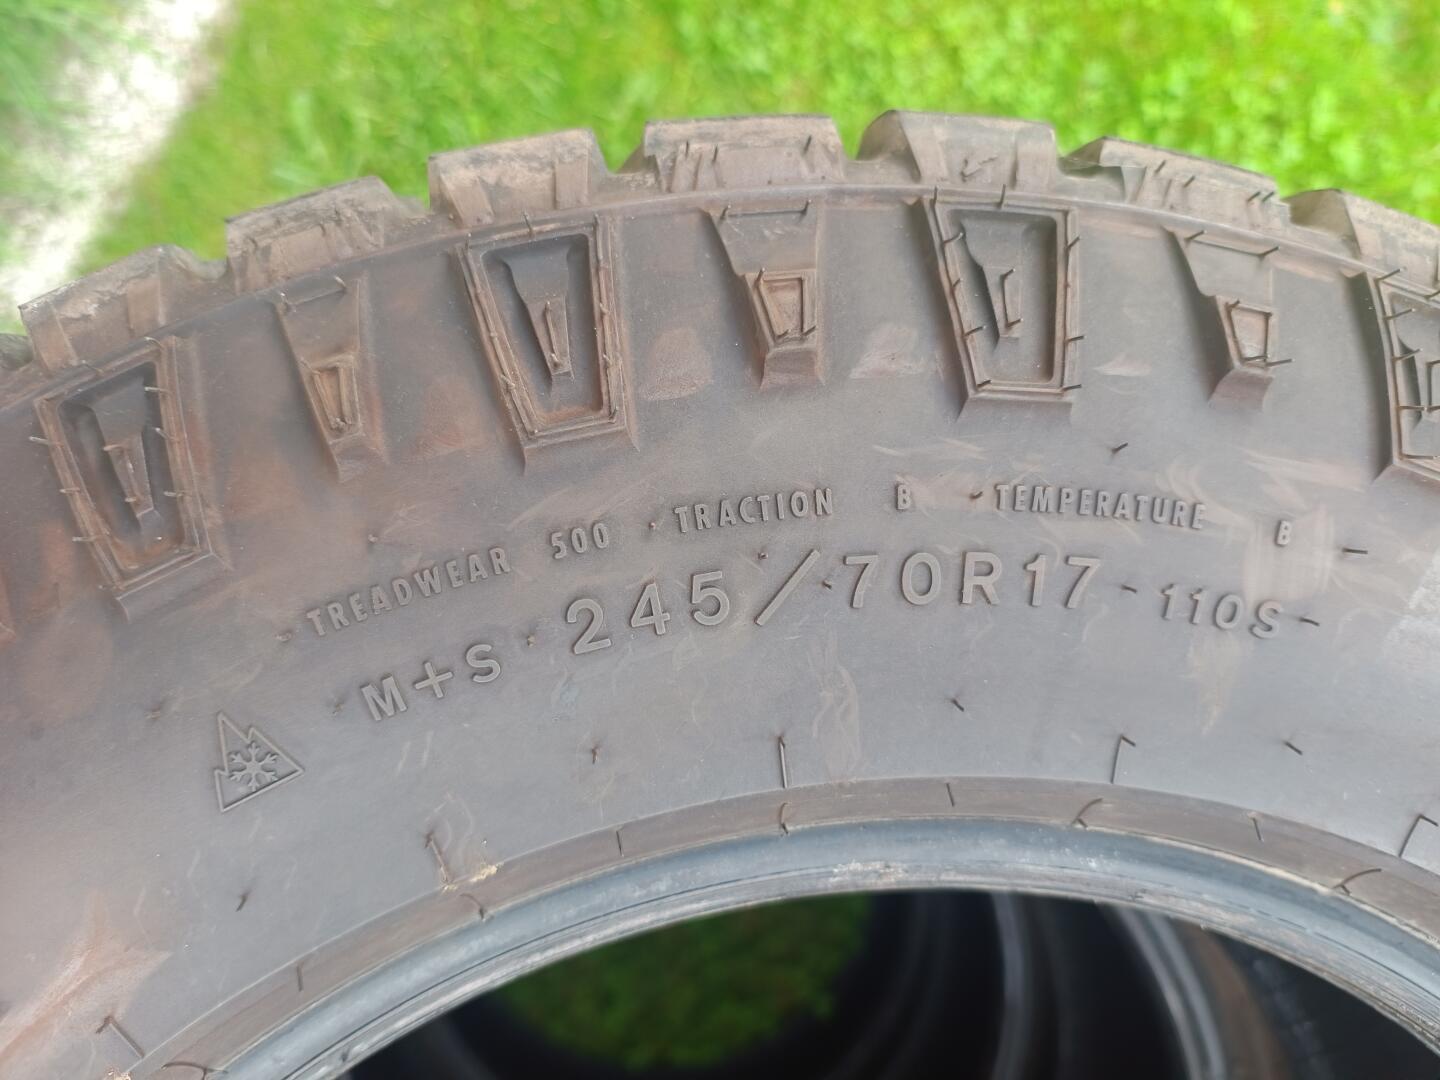 TREADWEAR 500 TRACTION B TEMPERATURE B
M+S 245/70R17 110S